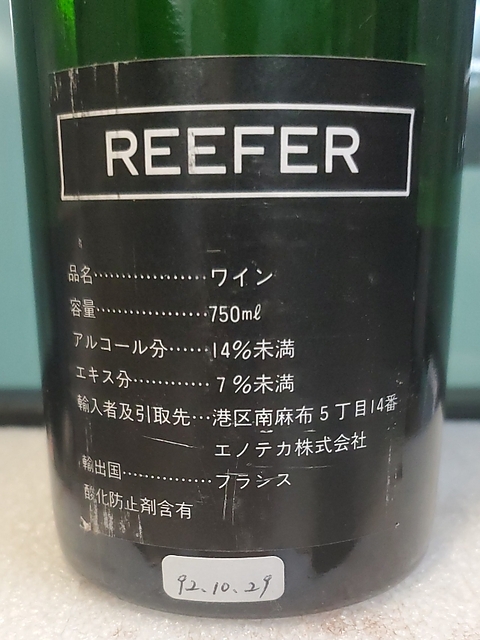 REEFER
品名……………………ワイン
容量……………………750ml
アルコール分……14%未満
エキス分…………7%未満
輸入者及引取先…港区南麻布5丁目14番
エノテカ株式会社
輸出国……………フランス
酸化防止剤含有
92.10.29